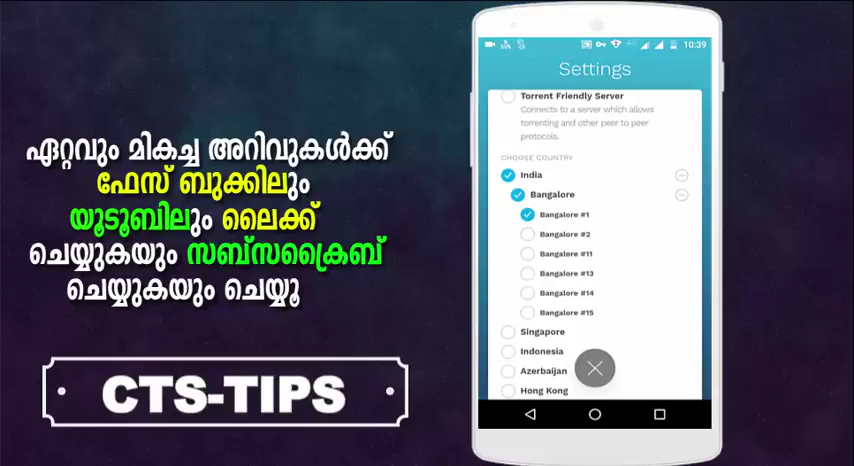 ഏറ്റവും മികച്ച അറിവുകൾക്ക്
ഫേസ് ബുക്കിലും
യൂടൂബിലും ലൈക്ക്
ചെയ്യുകയും സബ്സക്രൈബ്
ചെയ്യുകയും ചെയ്യൂ
CTS-TIPS
10:39
Settings
Torrent Friendly Server
Connects to a server which allows
torrenting and other peer to peer
protocols.
CHOOSE COUNTRY
India
Bangalore
Bangalore #1
Bangalore #2
Bangalore #11
Bangalore #13
Bangalore #14
Bangalore #15
Singapore
Indonesia
Azerbaijan
Hong Kong